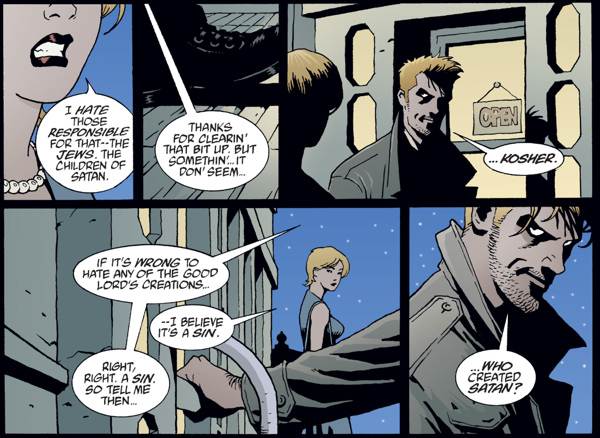 I HATE
THOSE
RESPONSIBLE
FOR THAT--THE
JEWS. THE
CHILDREN OF
SATAN.
THANKS
FOR CLEARIN'
THAT BIT UP. BUT
SOMETHIN'...IT
DON' SEEM...
OPEN
...KOSHER.
IF IT'S WRONG TO
HATE ANY OF THE GOOD
LORD'S CREATIONS...
--I BELIEVE
IT'S A SIN.
RIGHT,
RIGHT. A SIN.
SO TELL ME
THEN...
...WHO
CREATED
SATAN?